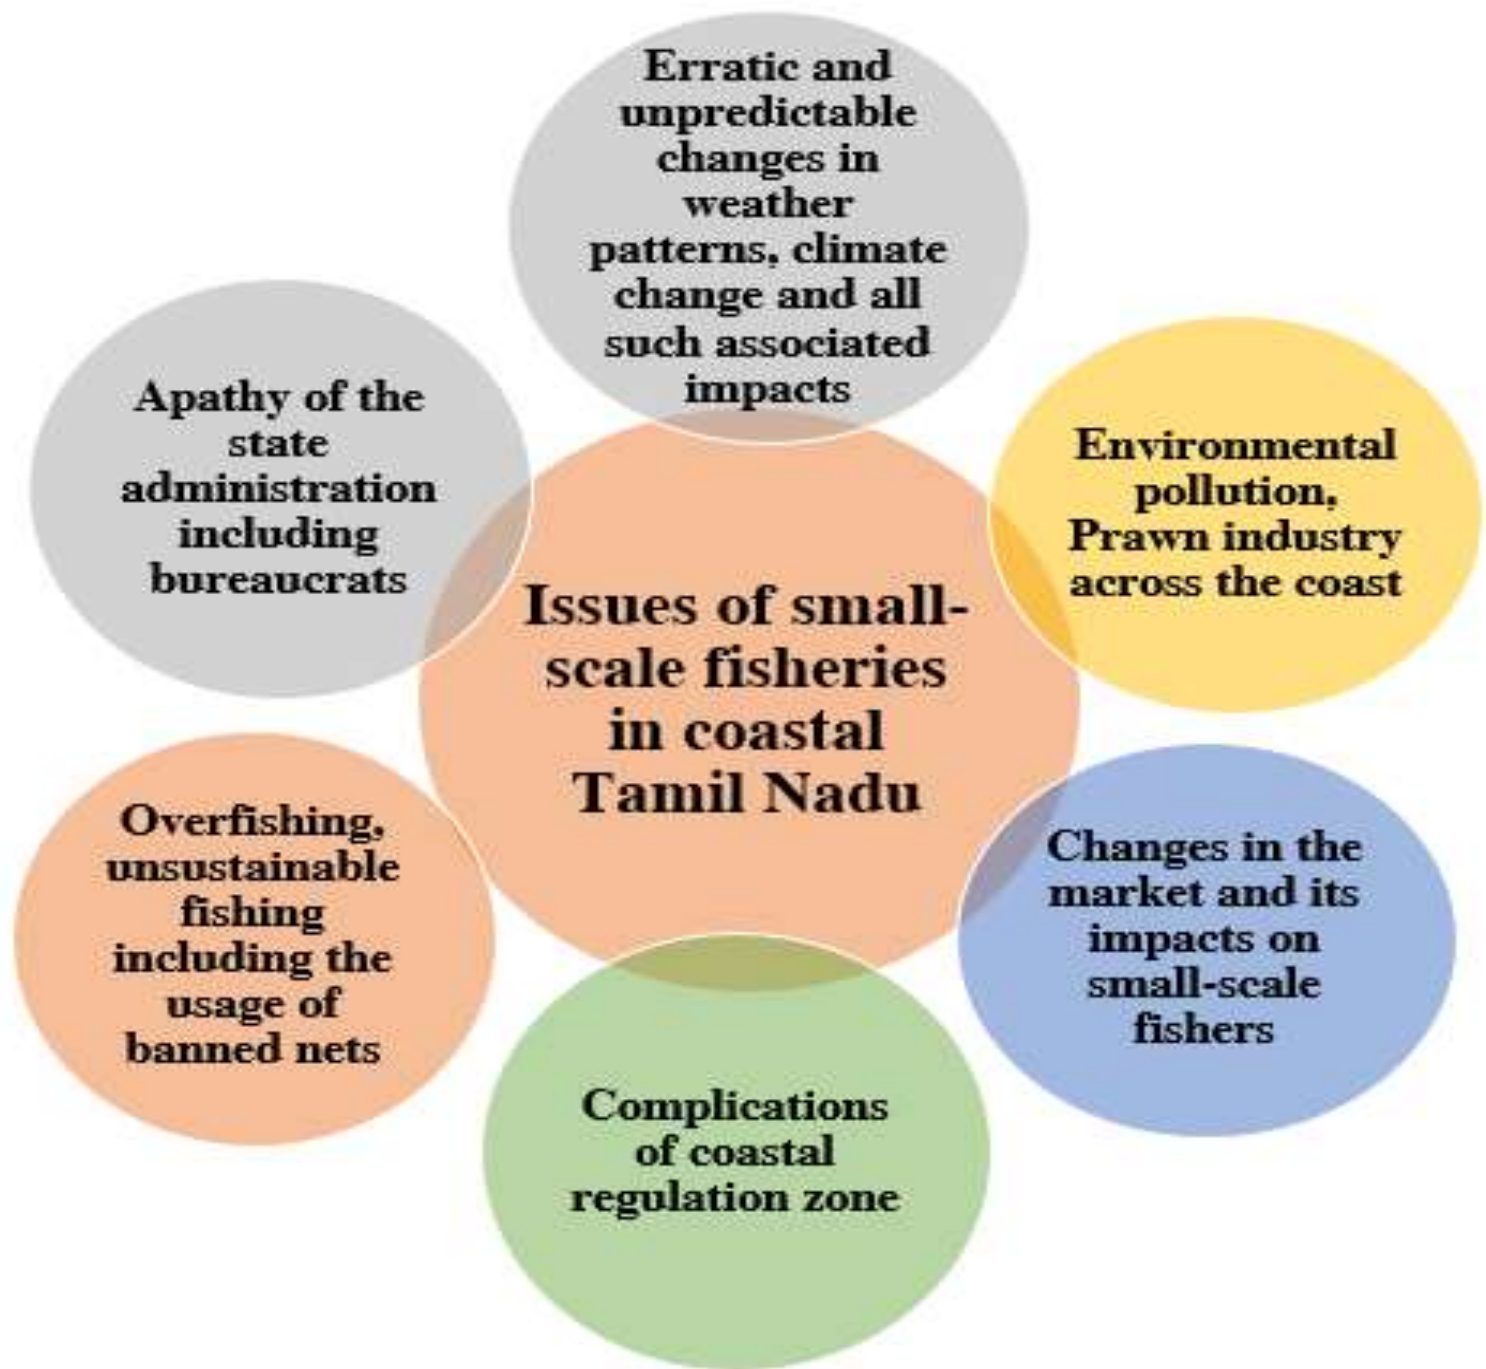 Erratic and
unpredictable
changes in
weather
patterns, climate
change and all
such associated
impacts
Apathy of the
state
administration
including
bureaucrats
Environmental
pollution,
Prawn industry
across the coast
Issues of small-
scale fisheries
in coastal
Tamil Nadu
Overfishing,
unsustainable
fishing
including the
usage of
banned nets
Changes in the
market and its
impacts on
small-scale
fishers
Complications
of coastal
regulation zone